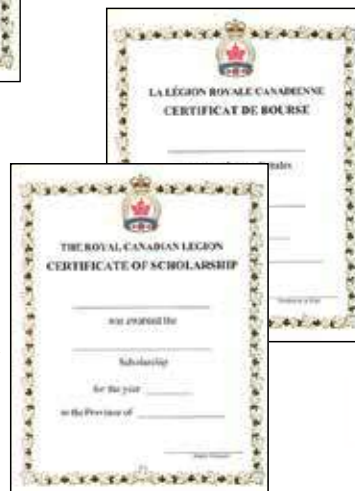 LA LÉGION ROYALE CANADIENNE
CERTIFICAT DE BOURSE
THE ROYAL CANADIAN LEGION
CERTIFICATE OF SCHOLARSHIP
was awarded the
Scholarship
for the year
in the Province of